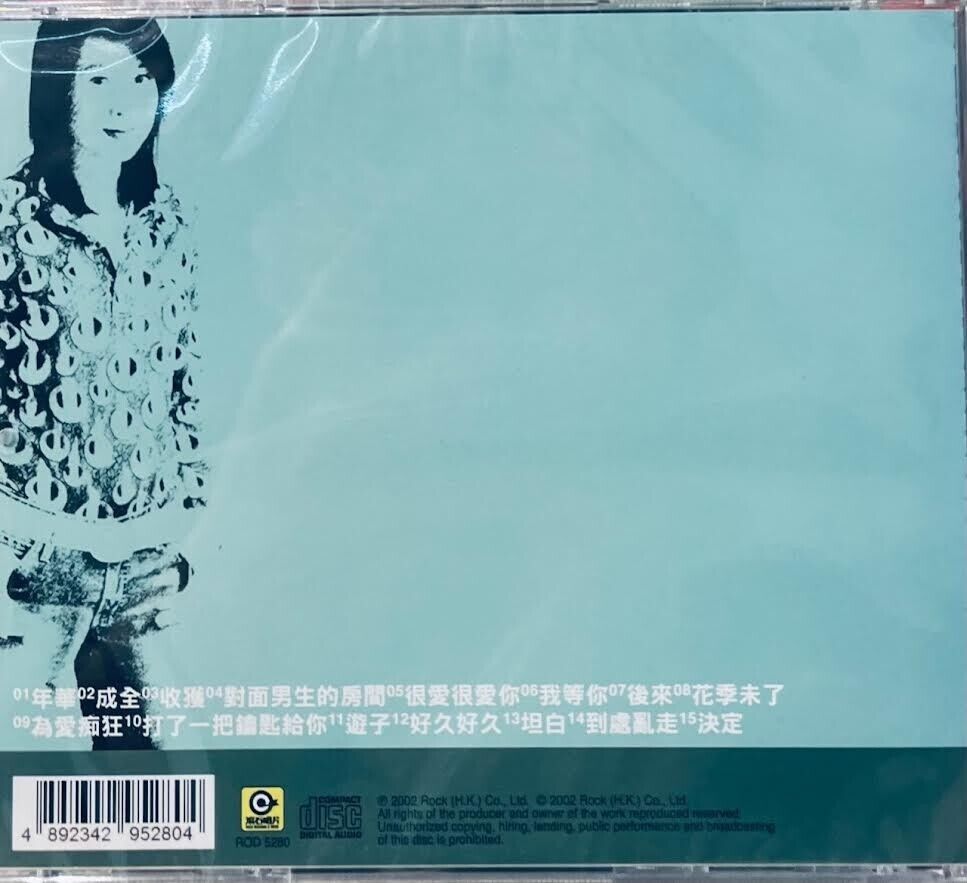 01年華02成全03收獲04對面男生的房間05很愛很愛你06我等你07後來08花季未了
09為愛痴狂10打了一把鑰匙給你11遊子12好久好久13坦白14到處亂走15決定
4 892342 952804
滾石唱片
ROD 5280
COMPACT
disc
DIGITAL AUDIO
℗ 2002 Rock (H.K.) Co., Ltd. © 2002 Rock (H.K.) Co., Ltd.
All rights of the producer and owner of the work reproduced reserved.
Unauthorized copying, hiring, lending, public performance and broadcasting
of this disc is prohibited.